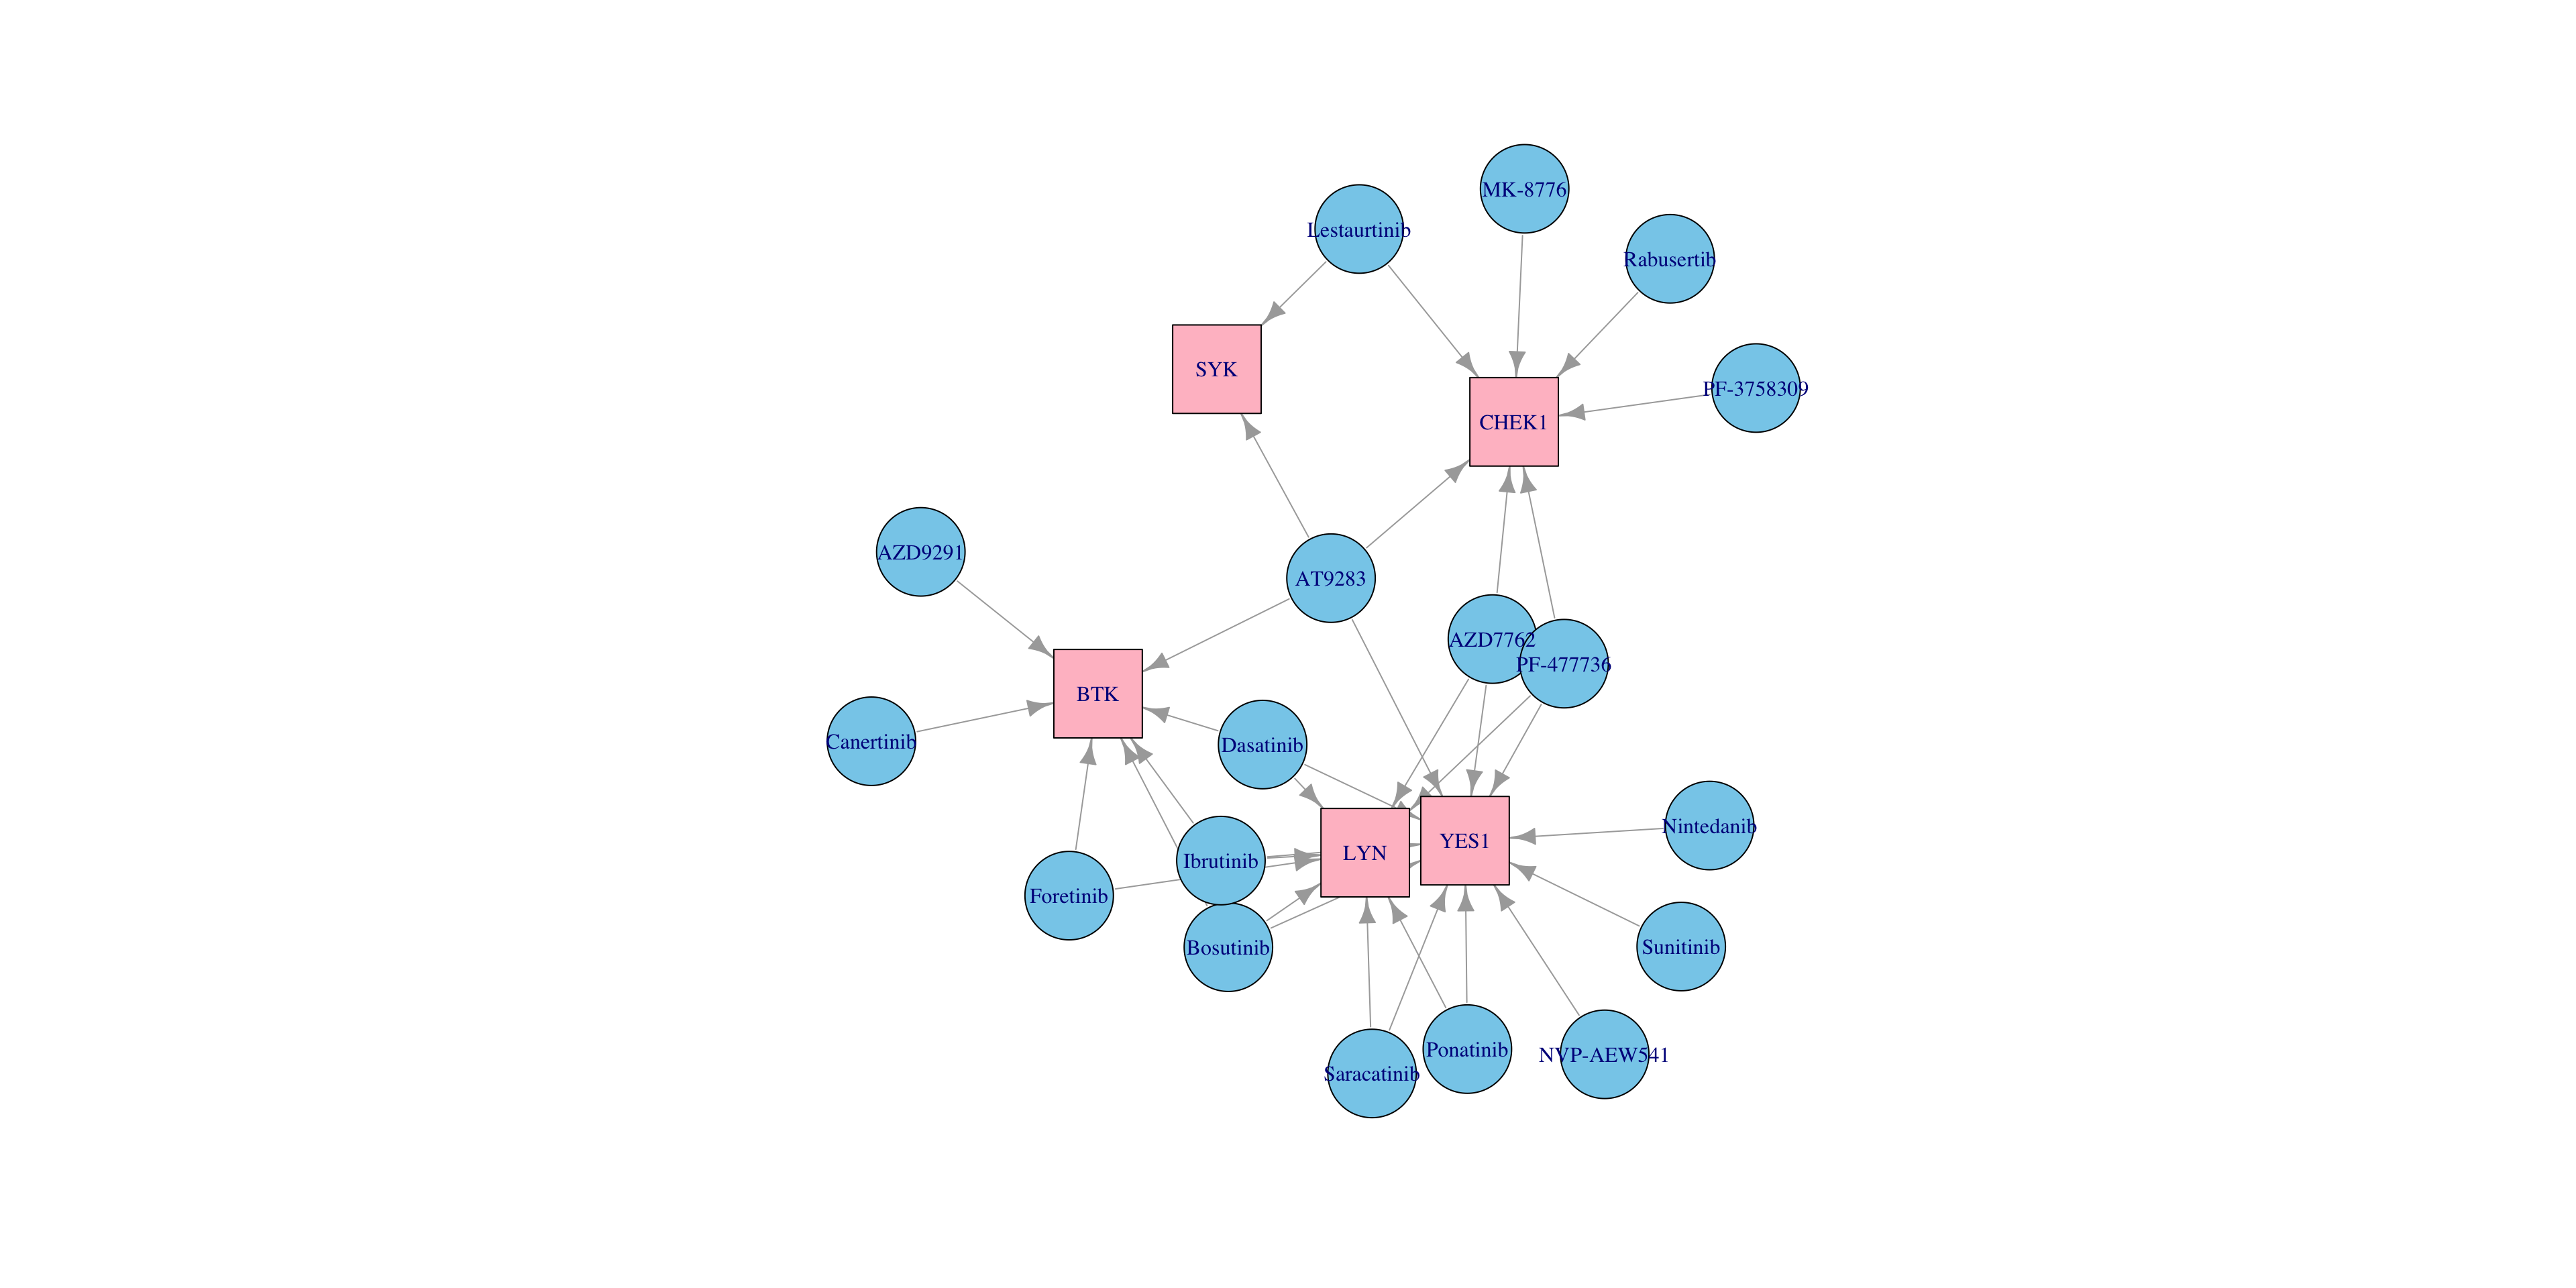 MK-8776
Lestaurtinib
Rabusertib
SYK
PF-3758309
CHEK1
AZD9291
AT9283
AZD7762
PF-477736
BTK
Canertinib
Dasatinib
Nintedanib
YES1
LYN
Ibrutinib
Foretinib
Bosutinib
Sunitinib
Ponatinib
NVP-AEW541
Saracatinib